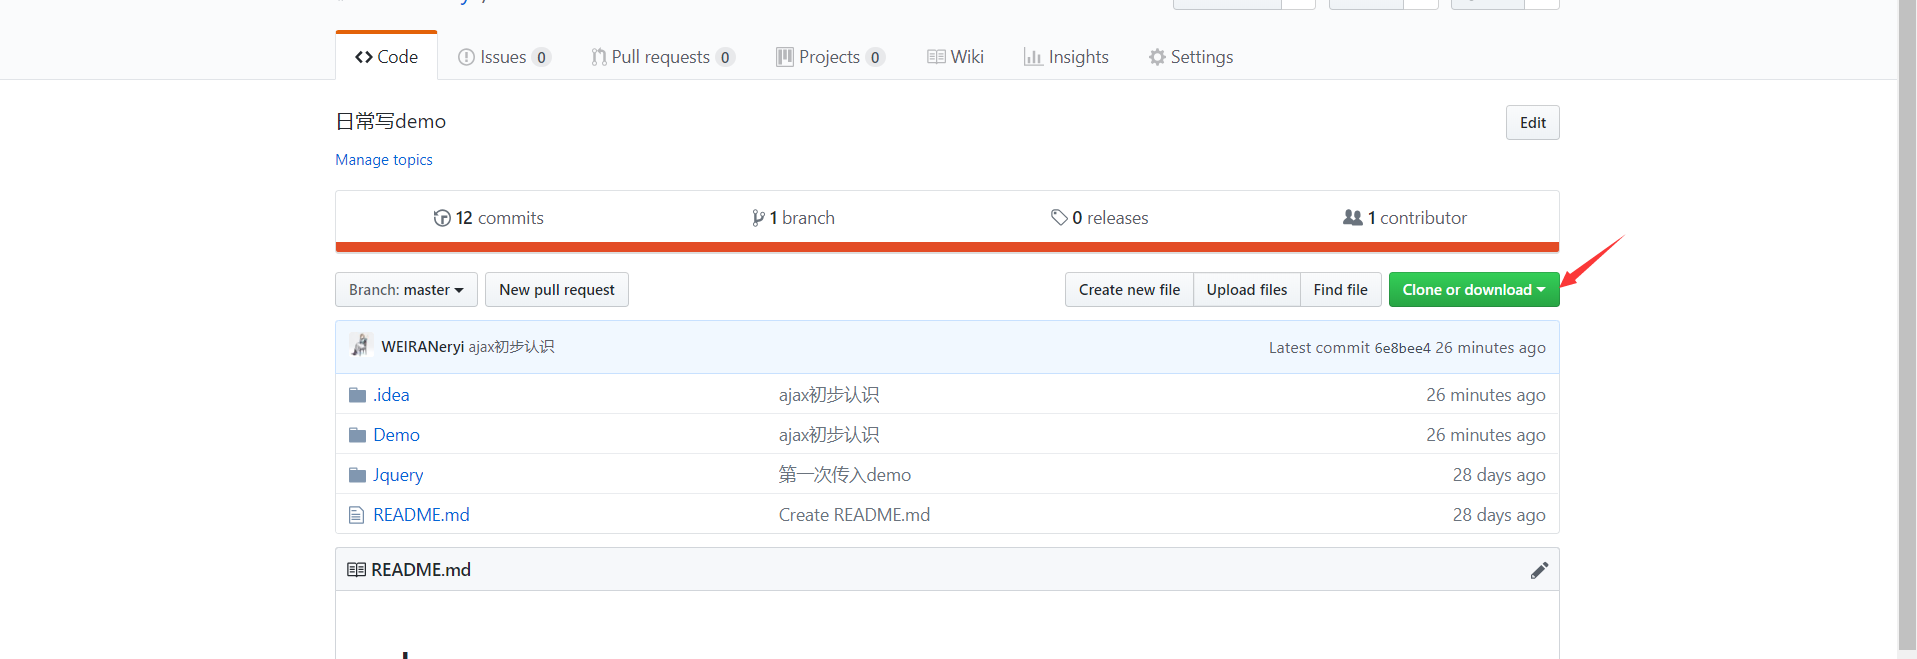 Code Issues 0 Pull requests 0 Projects 0 Wiki Insights Settings
日常写demo Edit
Manage topics
12 commits 1 branch 0 releases 1 contributor
Branch: master New pull request Create new file Upload files Find file Clone or download
WEIRANeryi ajax初步认识 Latest commit 6e8bee4 26 minutes ago
.idea ajax初步认识 26 minutes ago
Demo ajax初步认识 26 minutes ago
Jquery 第一次传入demo 28 days ago
README.md Create README.md 28 days ago
README.md